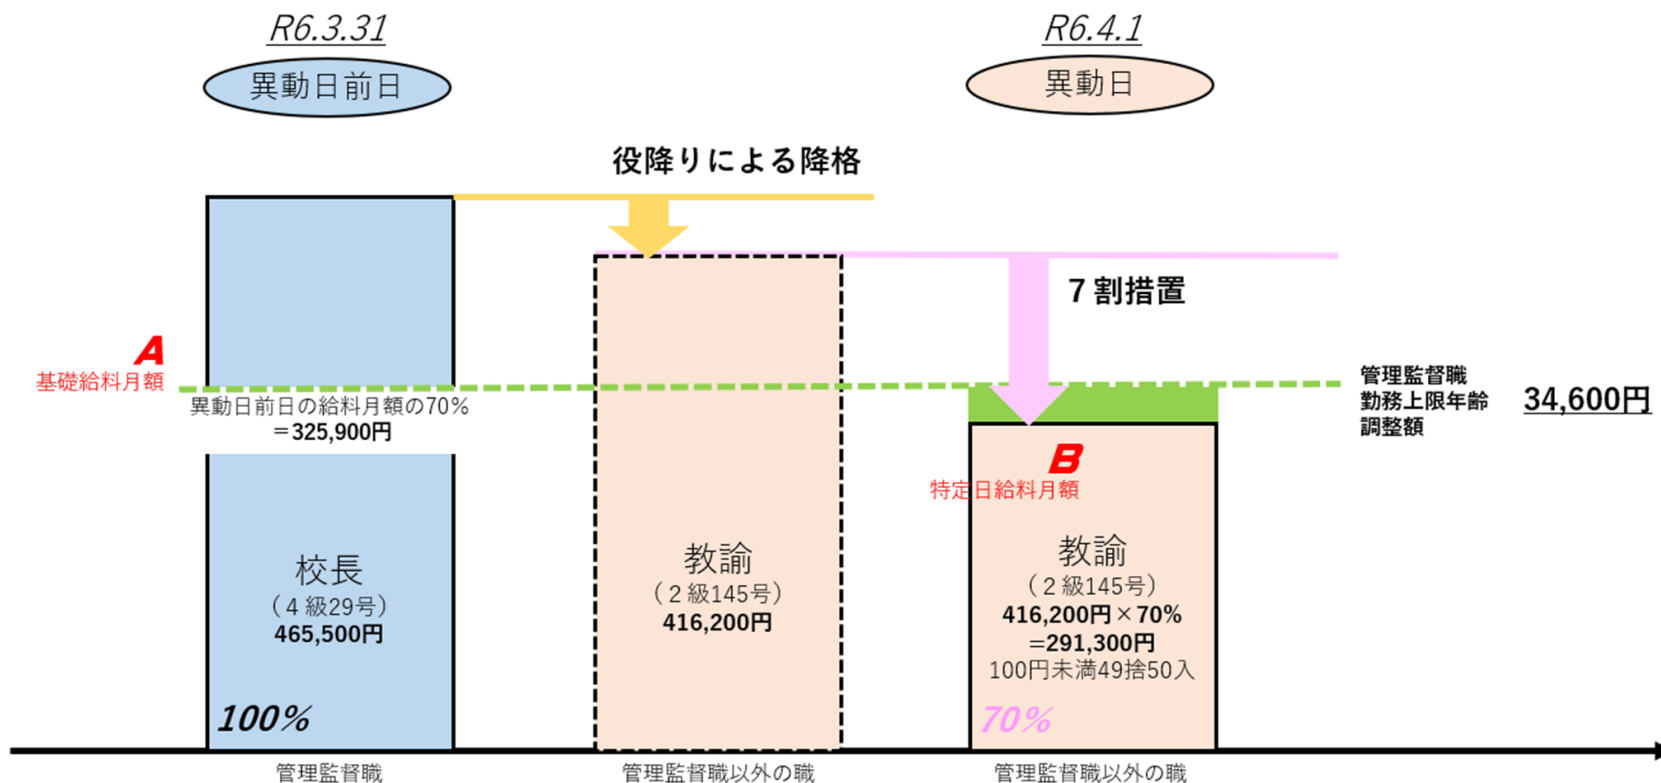 R6.3.31
R6.4.1
異動日前日
異動日
役降りによる降格
7割措置
A
基礎給料月額
異動日前日の給料月額の70%
＝325,900円
管理監督職
勤務上限年齢
調整額
34,600円
B
特定日給料月額
校長
（4級29号）
465,500円
100%
教諭
（2級145号）
416,200円
教諭
（2級145号）
416,200円×70%
=291,300円
100円未満49捨50入
70%
管理監督職
管理監督職以外の職
管理監督職以外の職